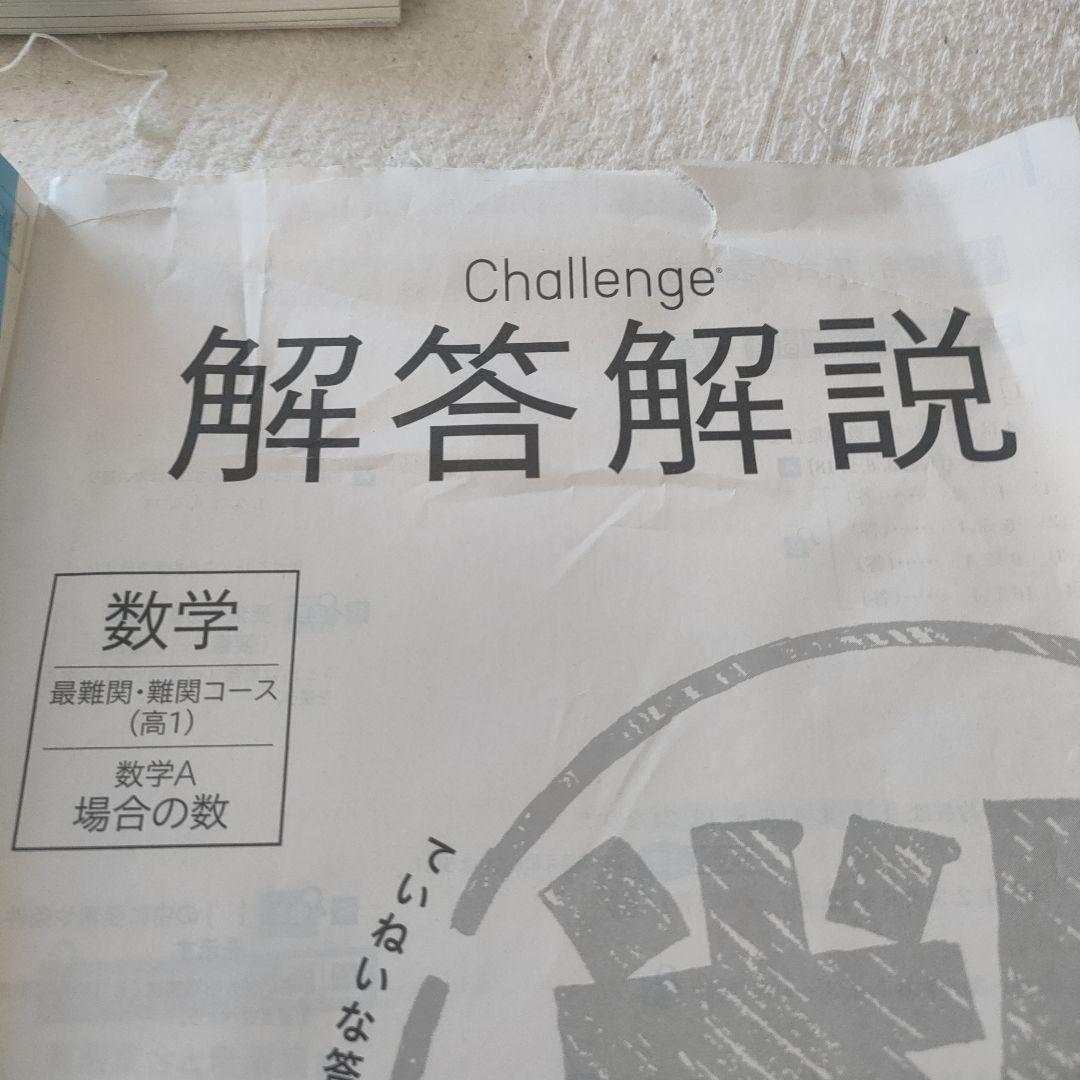 Challenge®
解答解説
数学
最難関・難関コース
(高1)
数学A
場合の数
ていねいな答